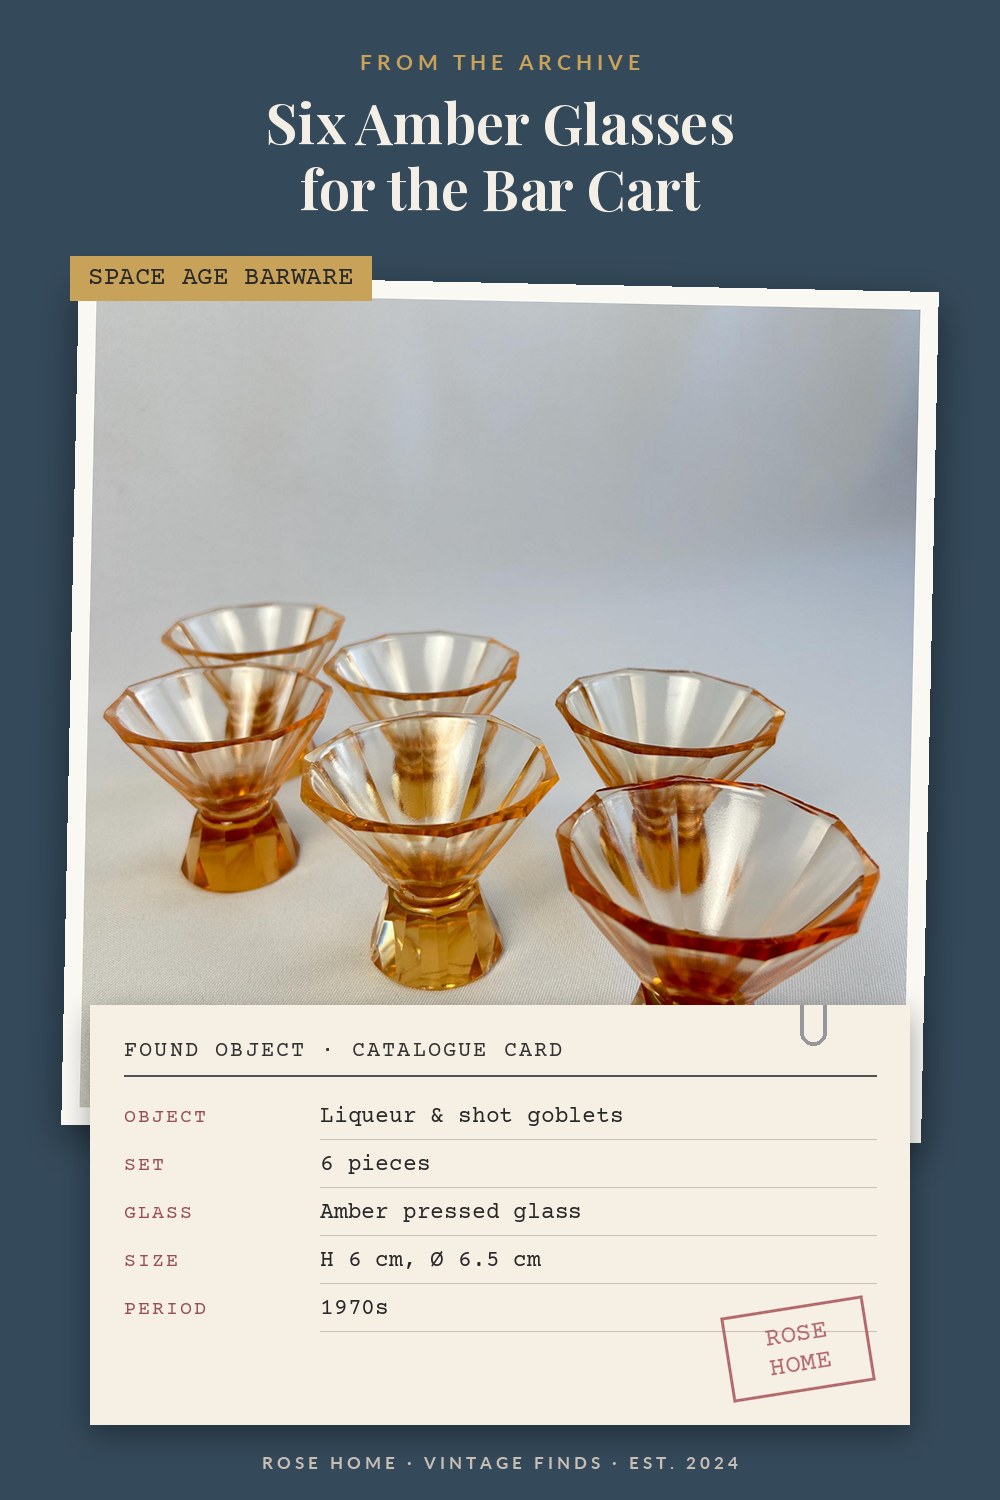 FROM THE ARCHIVE
Six Amber Glasses
for the Bar Cart
SPACE AGE BARWARE
FOUND OBJECT · CATALOGUE CARD
OBJECT Liqueur & shot goblets
SET 6 pieces
GLASS Amber pressed glass
SIZE H 6 cm, Ø 6.5 cm
PERIOD 1970s
ROSE
HOME
ROSE HOME · VINTAGE FINDS · EST. 2024